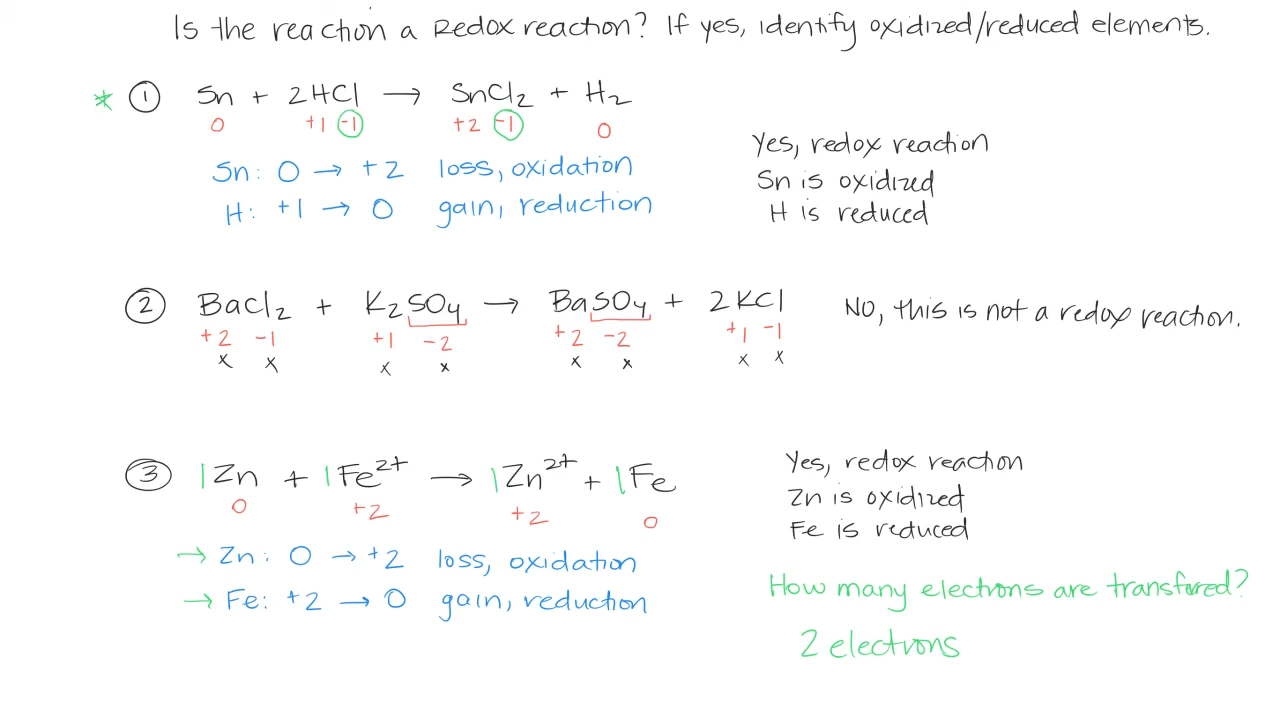 Is the reaction a Redox reaction? If yes, identify oxidized/reduced elements.
* ① Sn + 2HCl → SnCl₂ + H₂
0 +1 -1 +2 -1 0
Sn: 0 → +2 loss, oxidation
H: +1 → 0 gain, reduction
Yes, redox reaction
Sn is oxidized
H is reduced
② BaCl₂ + K₂SO₄ → BaSO₄ + 2KCl
+2 -1 +1 -2 +2 -2 +1 -1
x x x x x x x x
NO, this is not a redox reaction.
③ 1Zn + 1Fe²⁺ → 1Zn²⁺ + 1Fe
0 +2 +2 0
→ Zn: 0 → +2 loss, oxidation
→ Fe: +2 → 0 gain, reduction
Yes, redox reaction
Zn is oxidized
Fe is reduced
How many electrons are transfered?
2 electrons